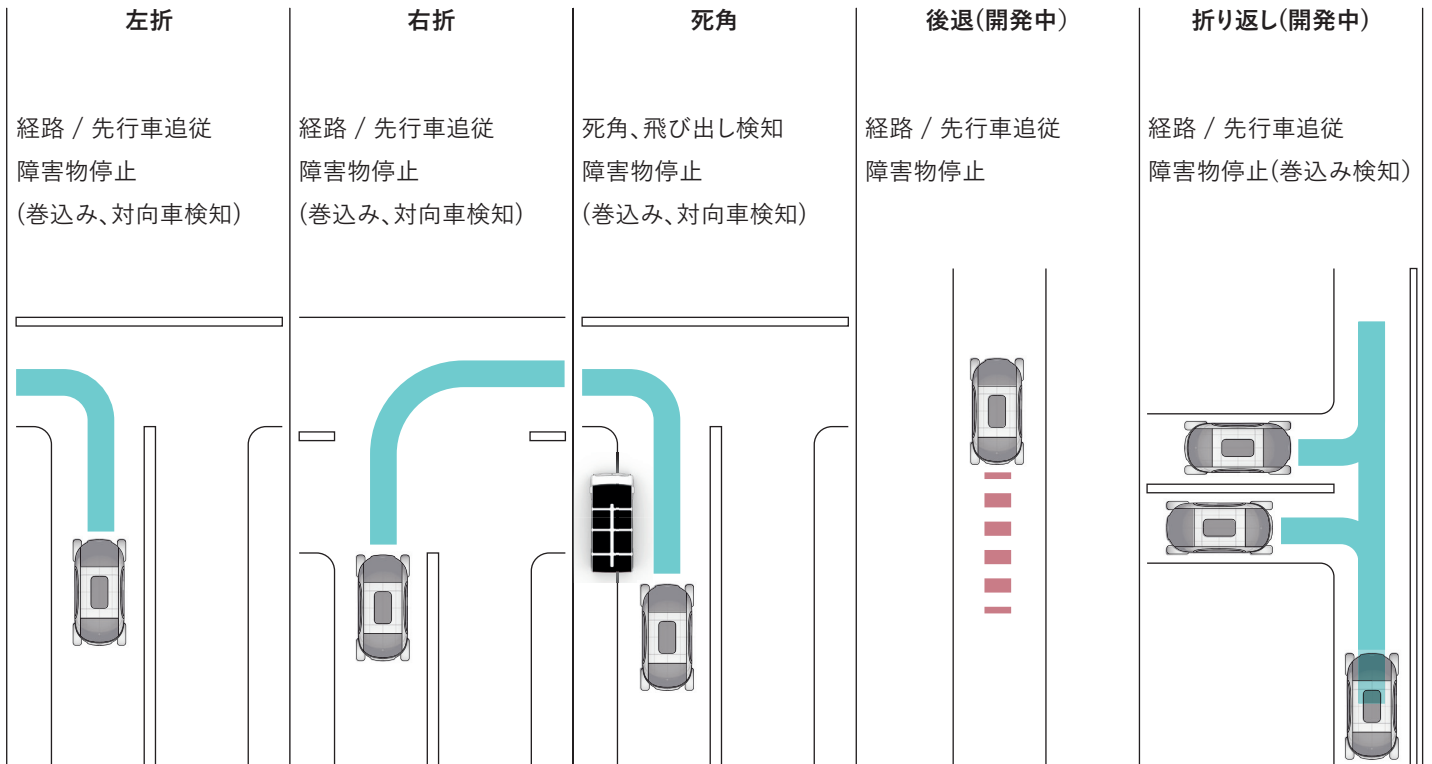 左折
経路 / 先行車追従
障害物停止
(巻込み、対向車検知)
右折
経路 / 先行車追従
障害物停止
(巻込み、対向車検知)
死角
死角、飛び出し検知
障害物停止
(巻込み、対向車検知)
後退(開発中)
経路 / 先行車追従
障害物停止
折り返し(開発中)
経路 / 先行車追従
障害物停止(巻込み検知)